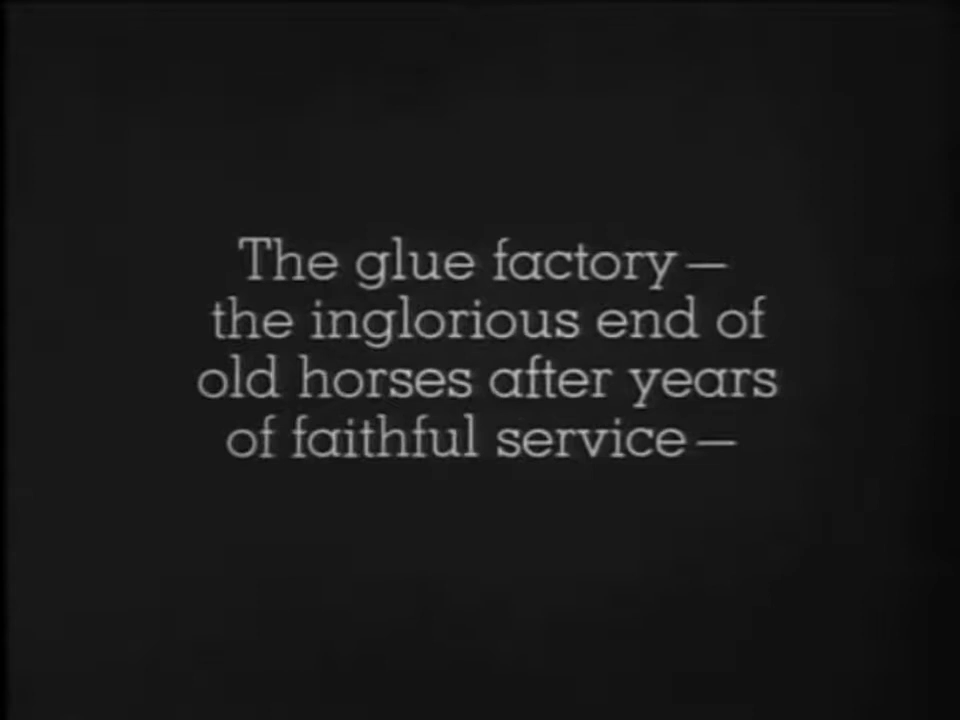 The glue factory—
the inglorious end of
old horses after years
of faithful service—